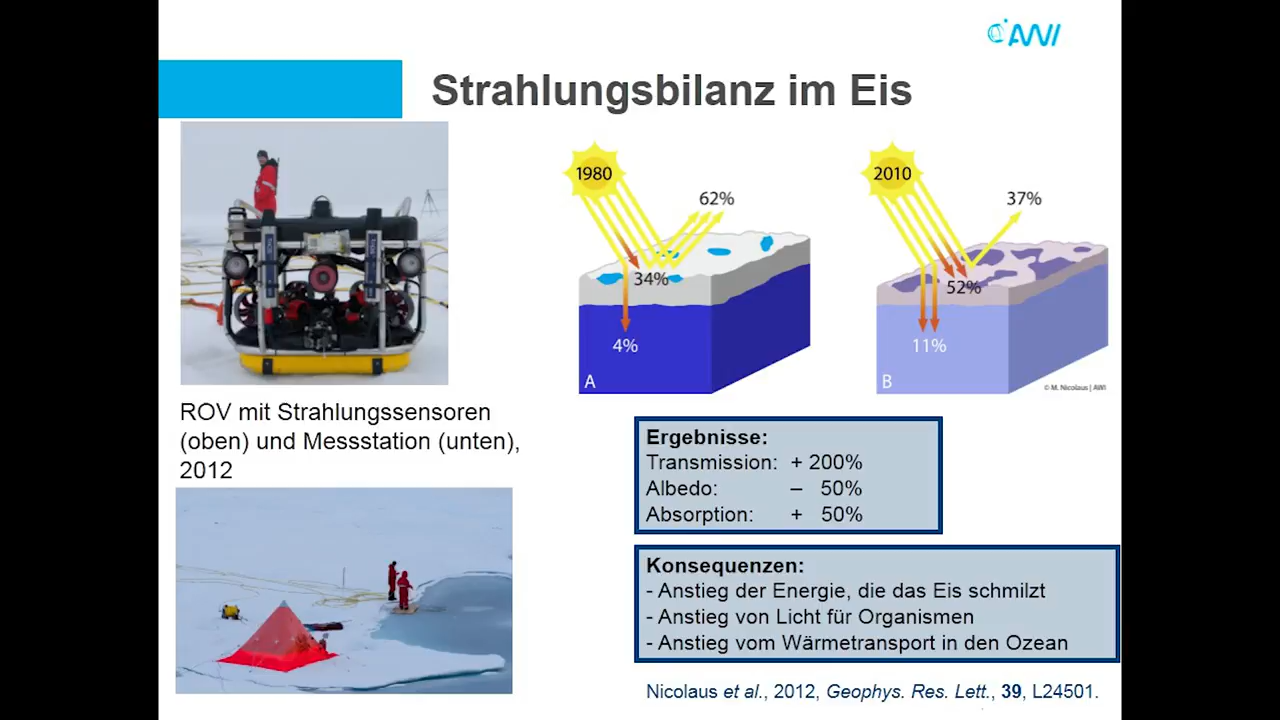 AWI
Strahlungsbilanz im Eis
1980
62%
34%
4%
A
2010
37%
52%
11%
B
© M. Nicolaus | AWI
ROV mit Strahlungssensoren
(oben) und Messstation (unten),
2012
Ergebnisse:
Transmission: + 200%
Albedo: – 50%
Absorption: + 50%
Konsequenzen:
- Anstieg der Energie, die das Eis schmilzt
- Anstieg von Licht für Organismen
- Anstieg vom Wärmetransport in den Ozean
Nicolaus et al., 2012, Geophys. Res. Lett., 39, L24501.